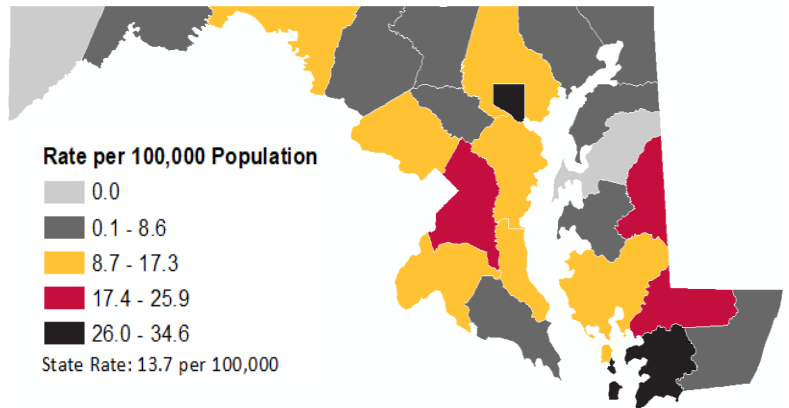 Rate per 100,000 Population
0.0
0.1 - 8.6
8.7 - 17.3
17.4 - 25.9
26.0 - 34.6
State Rate: 13.7 per 100,000